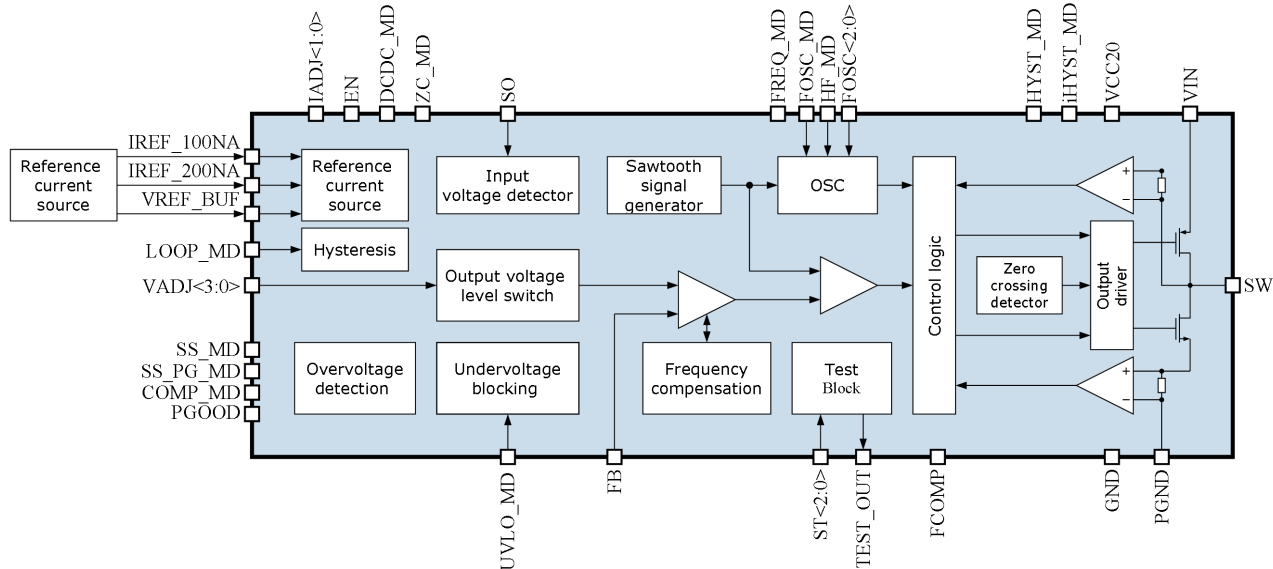 IADJ<1:0>
EN
DCDC_MD
ZC_MD
SO
FREQ_MD
FOSC_MD
HF_MD
FOSC<2:0>
HYST_MD
iHYST_MD
VCC20
VIN
IREF_100NA
IREF_200NA
VREF_BUF
LOOP_MD
VADJ<3:0>
SS_MD
SS_PG_MD
COMP_MD
PGOOD
Reference
current
source
Reference
current
source
Hysteresis
Input
voltage detector
Output voltage
level switch
Sawtooth
signal
generator
OSC
Control logic
Zero
crossing
detector
Output
driver
+
−
+
−
SW
Overvoltage
detection
Undervoltage
blocking
Frequency
compensation
Test
Block
UVLO_MD
FB
ST<2:0>
TEST_OUT
FCOMP
GND
PGND